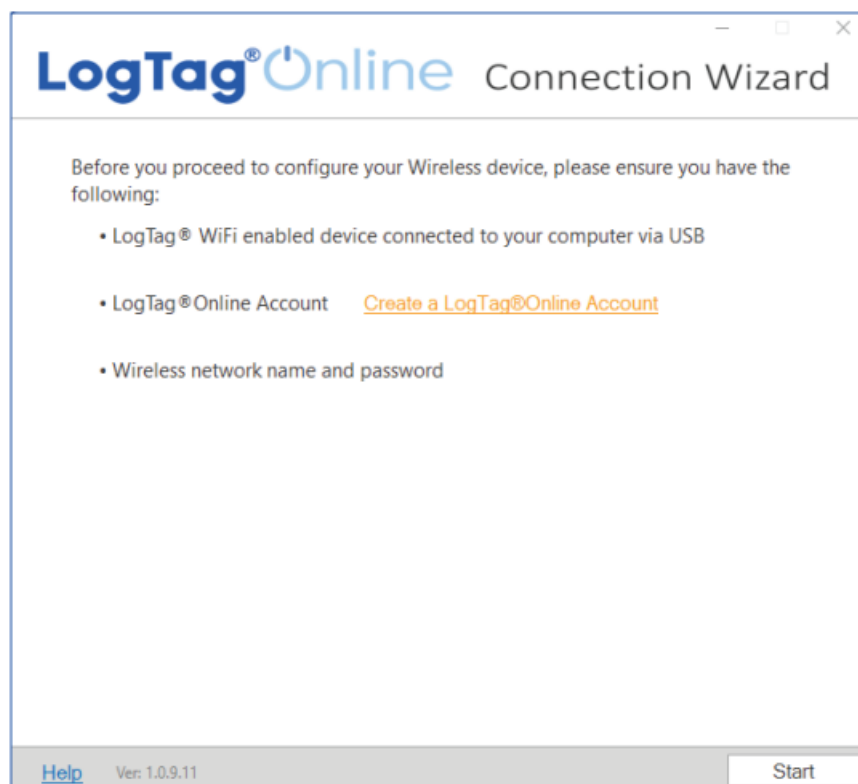 LogTag® Online Connection Wizard
Before you proceed to configure your Wireless device, please ensure you have the
following:
• LogTag® WiFi enabled device connected to your computer via USB
• LogTag®Online Account Create a LogTag®Online Account
• Wireless network name and password
Help Ver: 1.0.9.11 Start